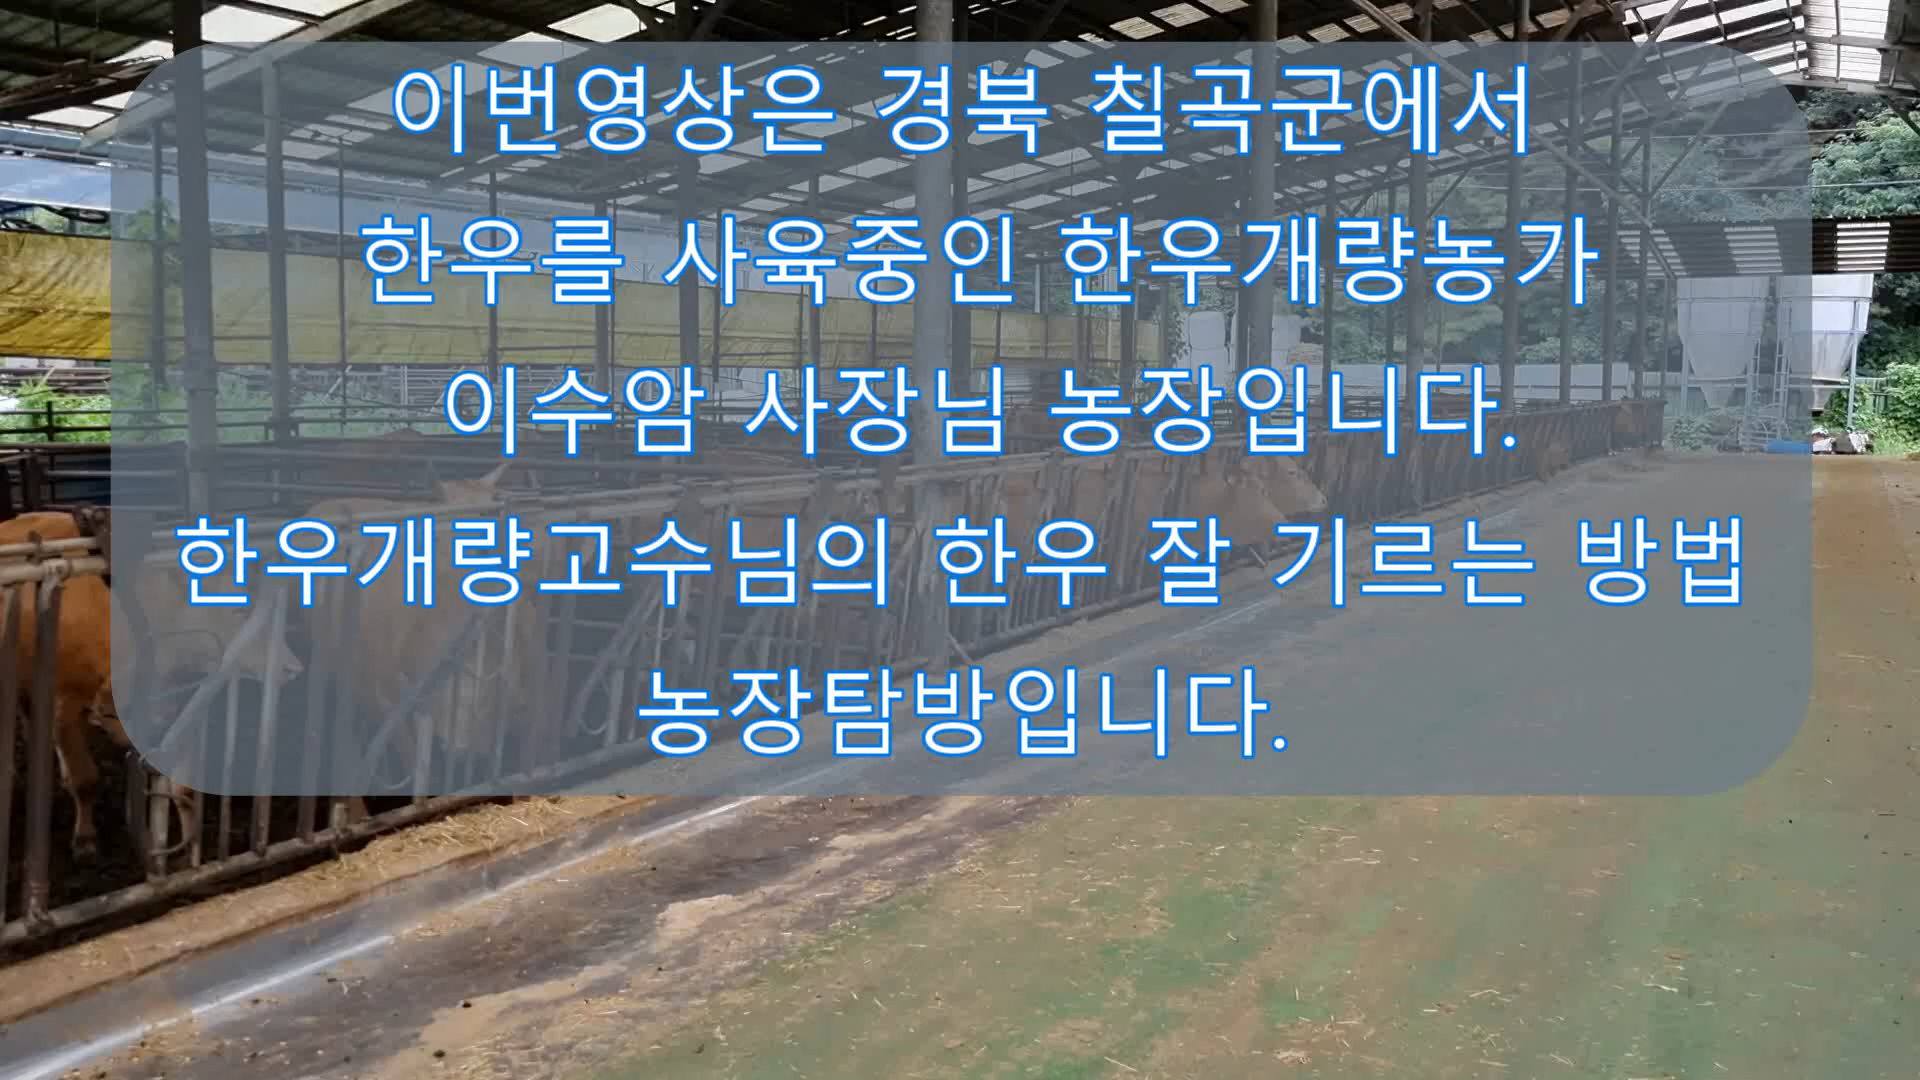 이번영상은 경북 칠곡군에서
한우를 사육중인 한우개량농가
이수암 사장님 농장입니다.
한우개량고수님의 한우 잘 기르는 방법
농장탐방입니다.